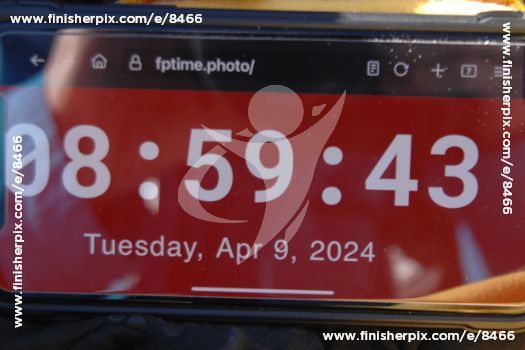 www.finisherpix.com/e/8466
fptime.photo/
7
08:59:43
Tuesday, Apr 9, 2024
www.finisherpix.com/e/8466
www.finisherpix.com/e/8466
www.finisherpix.com/e/8466